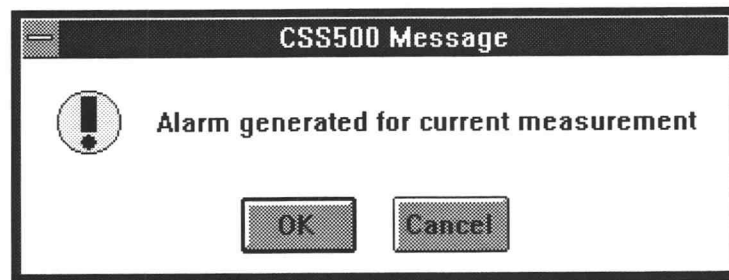 CSS500 Message
Alarm generated for current measurement
OK
Cancel